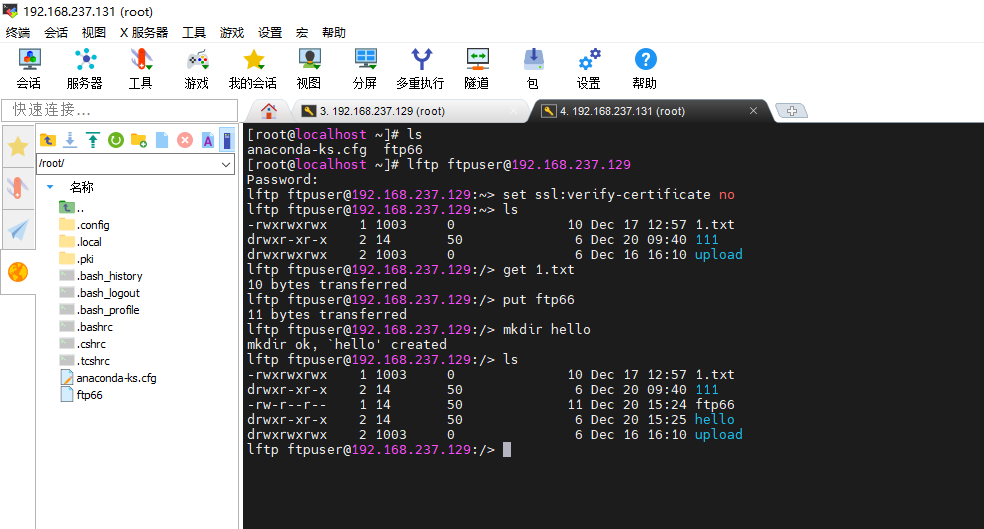 192.168.237.131 (root)
终端 会话 视图 X 服务器 工具 游戏 设置 宏 帮助
会话 服务器 工具 游戏 我的会话 视图 分屏 多重执行 隧道 包 设置 帮助
快速连接...
3. 192.168.237.129 (root)
4. 192.168.237.131 (root)
/root/
名称
..
.config
.local
.pki
.bash_history
.bash_logout
.bash_profile
.bashrc
.cshrc
.tcshrc
anaconda-ks.cfg
ftp66
[root@localhost ~]# ls
anaconda-ks.cfg  ftp66
[root@localhost ~]# lftp ftpuser@192.168.237.129
Password:
lftp ftpuser@192.168.237.129:~> set ssl:verify-certificate no
lftp ftpuser@192.168.237.129:~> ls
-rwxrwxrwx    1 1003     0              10 Dec 17 12:57 1.txt
drwxr-xr-x    2 14       50              6 Dec 20 09:40 111
drwxrwxrwx    2 1003     0               6 Dec 16 16:10 upload
lftp ftpuser@192.168.237.129:/> get 1.txt
10 bytes transferred
lftp ftpuser@192.168.237.129:/> put ftp66
11 bytes transferred
lftp ftpuser@192.168.237.129:/> mkdir hello
mkdir ok, `hello' created
lftp ftpuser@192.168.237.129:/> ls
-rwxrwxrwx    1 1003     0              10 Dec 17 12:57 1.txt
drwxr-xr-x    2 14       50              6 Dec 20 09:40 111
-rw-r--r--    1 14       50             11 Dec 20 15:24 ftp66
drwxr-xr-x    2 14       50              6 Dec 20 15:25 hello
drwxrwxrwx    2 1003     0               6 Dec 16 16:10 upload
lftp ftpuser@192.168.237.129:/>